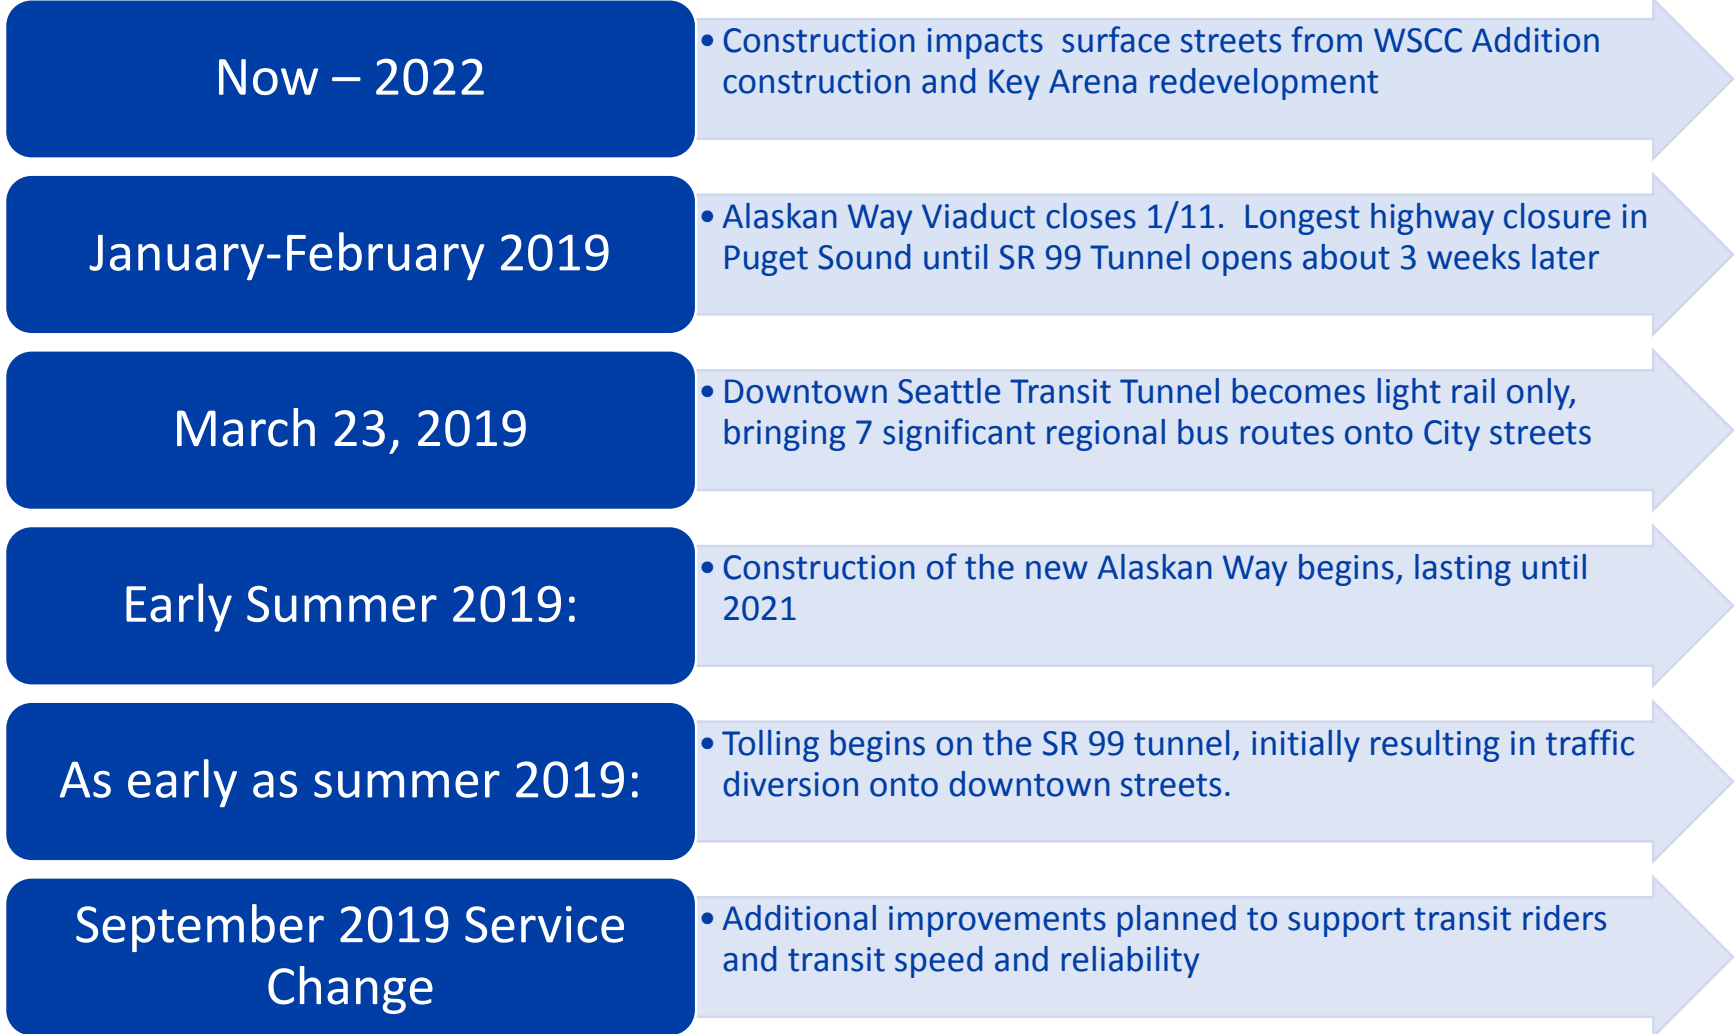 Now – 2022
• Construction impacts  surface streets from WSCC Addition
construction and Key Arena redevelopment
January-February 2019
• Alaskan Way Viaduct closes 1/11.  Longest highway closure in
Puget Sound until SR 99 Tunnel opens about 3 weeks later
March 23, 2019
• Downtown Seattle Transit Tunnel becomes light rail only,
bringing 7 significant regional bus routes onto City streets
Early Summer 2019:
• Construction of the new Alaskan Way begins, lasting until
2021
As early as summer 2019:
• Tolling begins on the SR 99 tunnel, initially resulting in traffic
diversion onto downtown streets.
September 2019 Service
Change
• Additional improvements planned to support transit riders
and transit speed and reliability